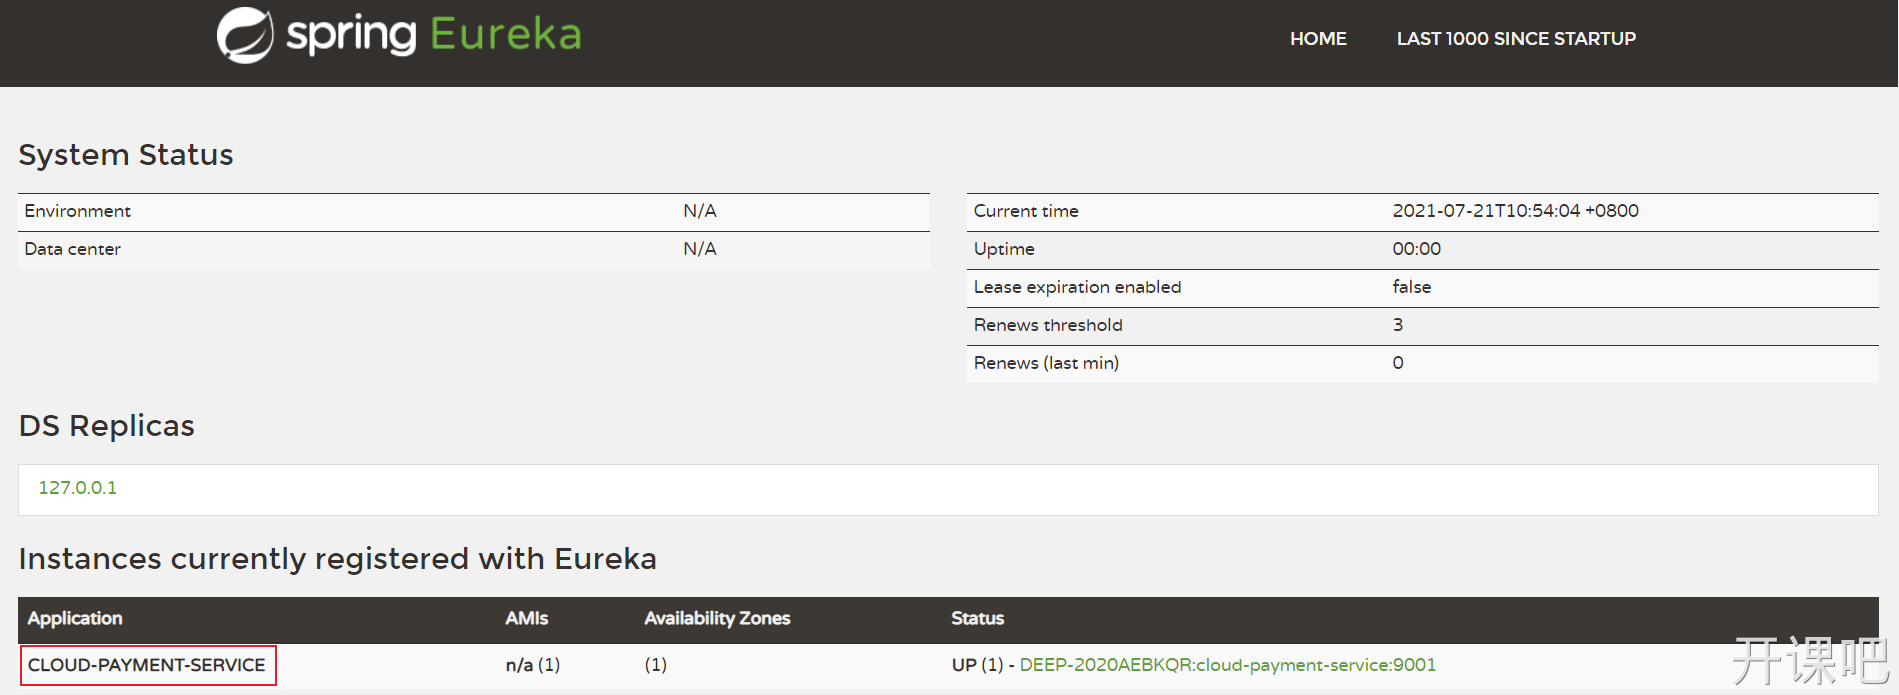 spring Eureka HOME LAST 1000 SINCE STARTUP
System Status
Environment N/A
Data center N/A
Current time 2021-07-21T10:54:04 +0800
Uptime 00:00
Lease expiration enabled false
Renews threshold 3
Renews (last min) 0
DS Replicas
127.0.0.1
Instances currently registered with Eureka
Application AMIs Availability Zones Status
CLOUD-PAYMENT-SERVICE n/a (1) (1) UP (1) - DEEP-2020AEBKQR:cloud-payment-service:9001
开课吧